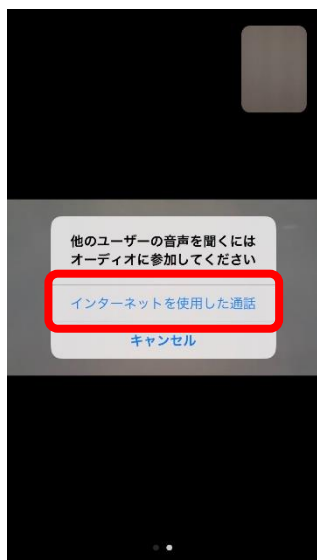 他のユーザーの音声を聞くには
オーディオに参加してください
インターネットを使用した通話
キャンセル